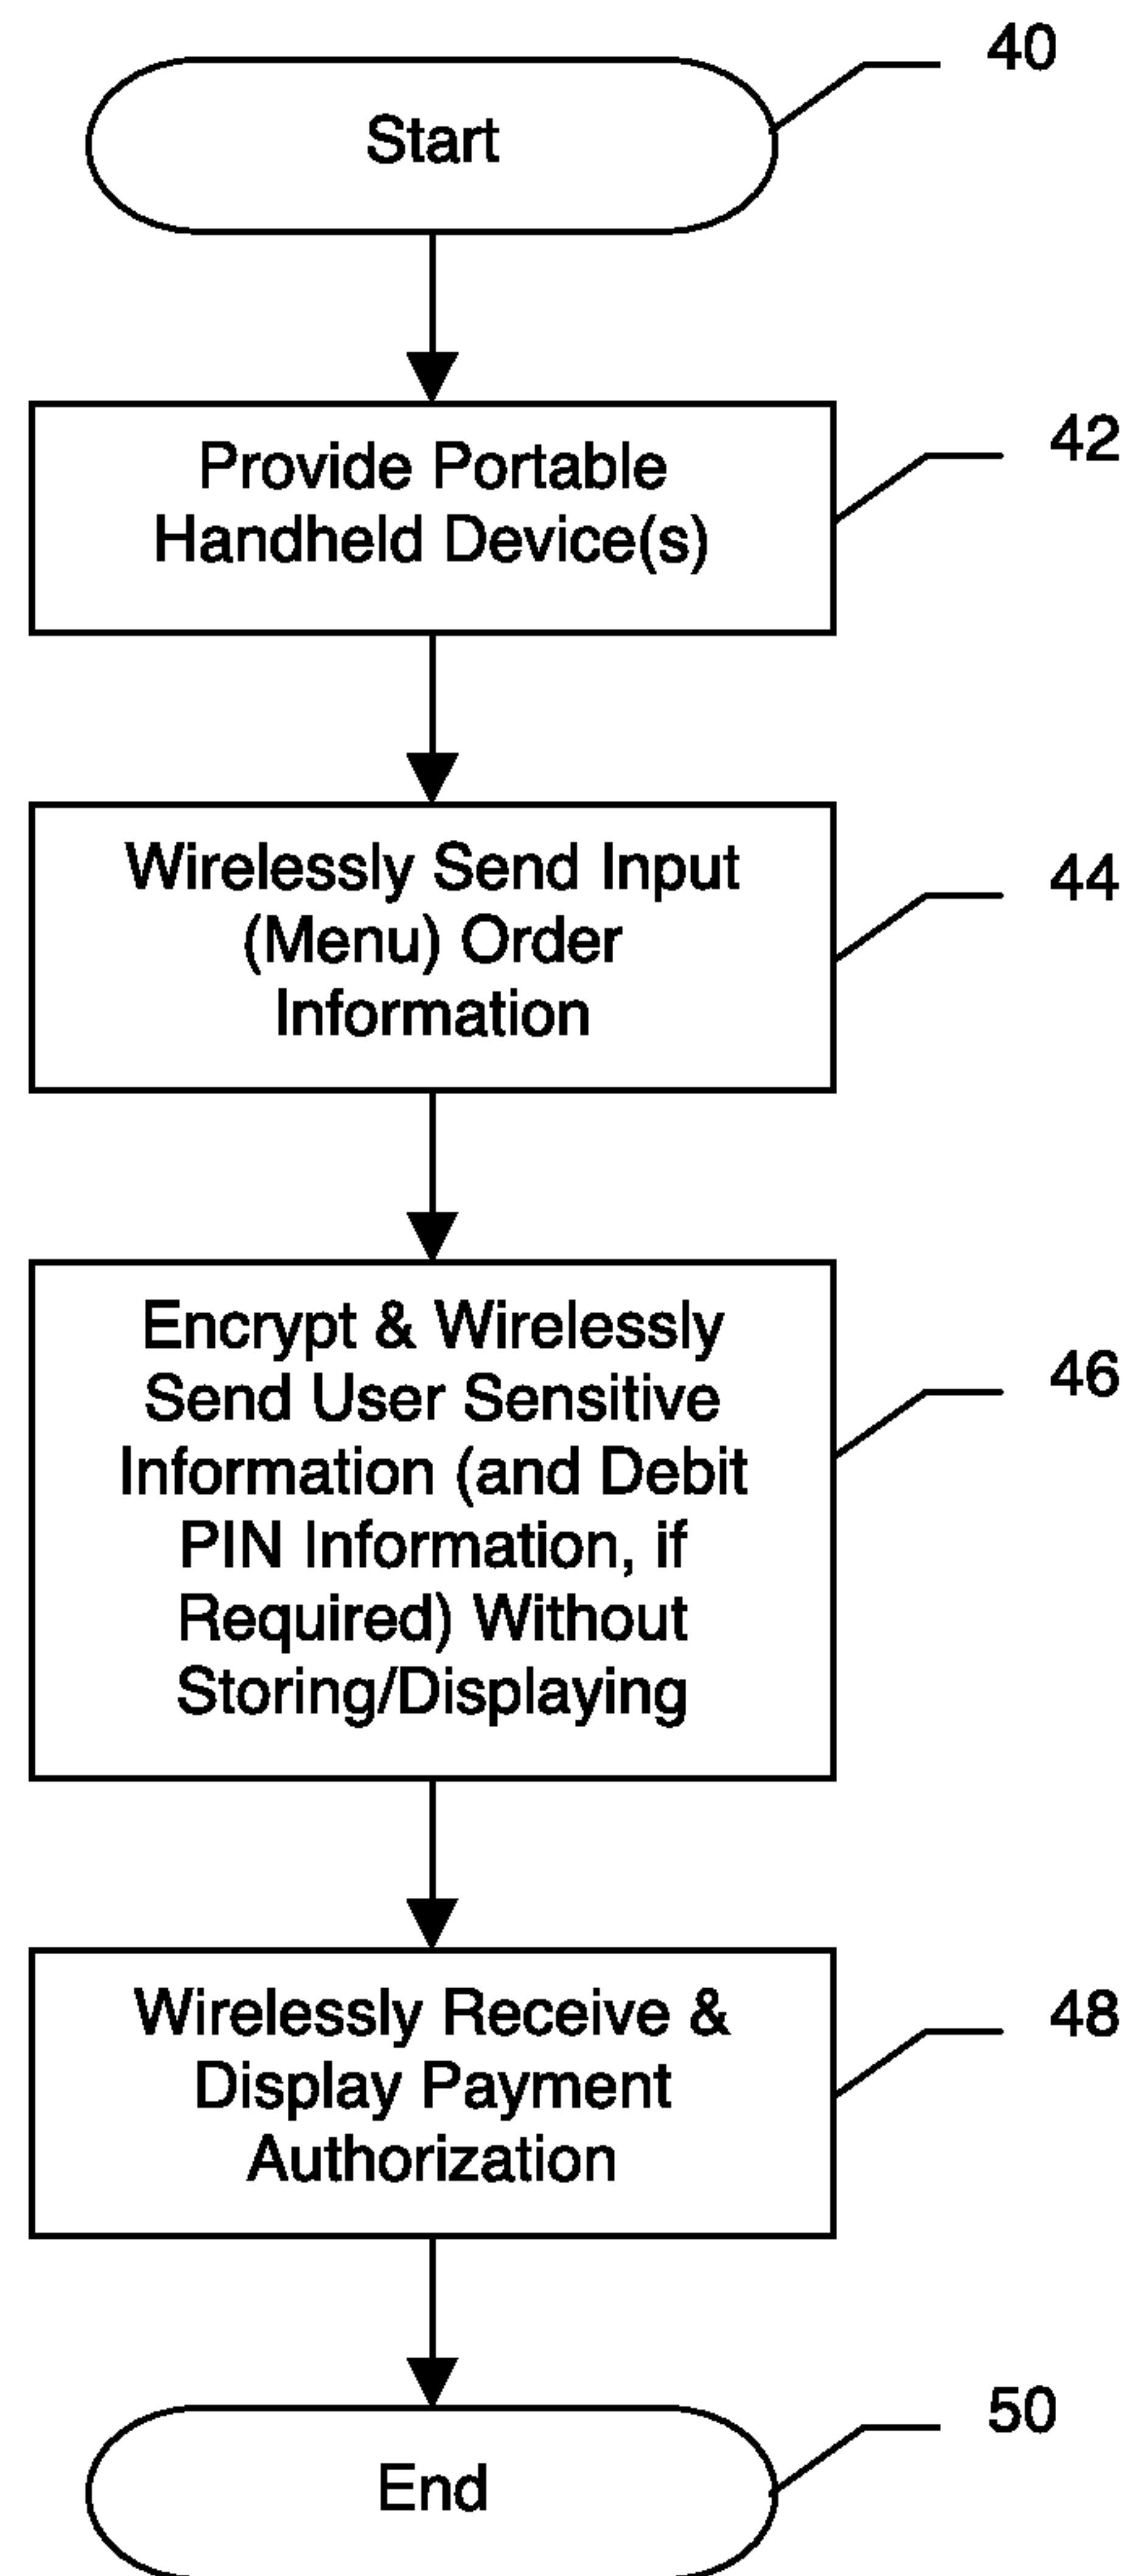 Start
40
Provide Portable
Handheld Device(s)
42
Wirelessly Send Input
(Menu) Order
Information
44
Encrypt & Wirelessly
Send User Sensitive
Information (and Debit
PIN Information, if
Required) Without
Storing/Displaying
46
Wirelessly Receive &
Display Payment
Authorization
48
End
50